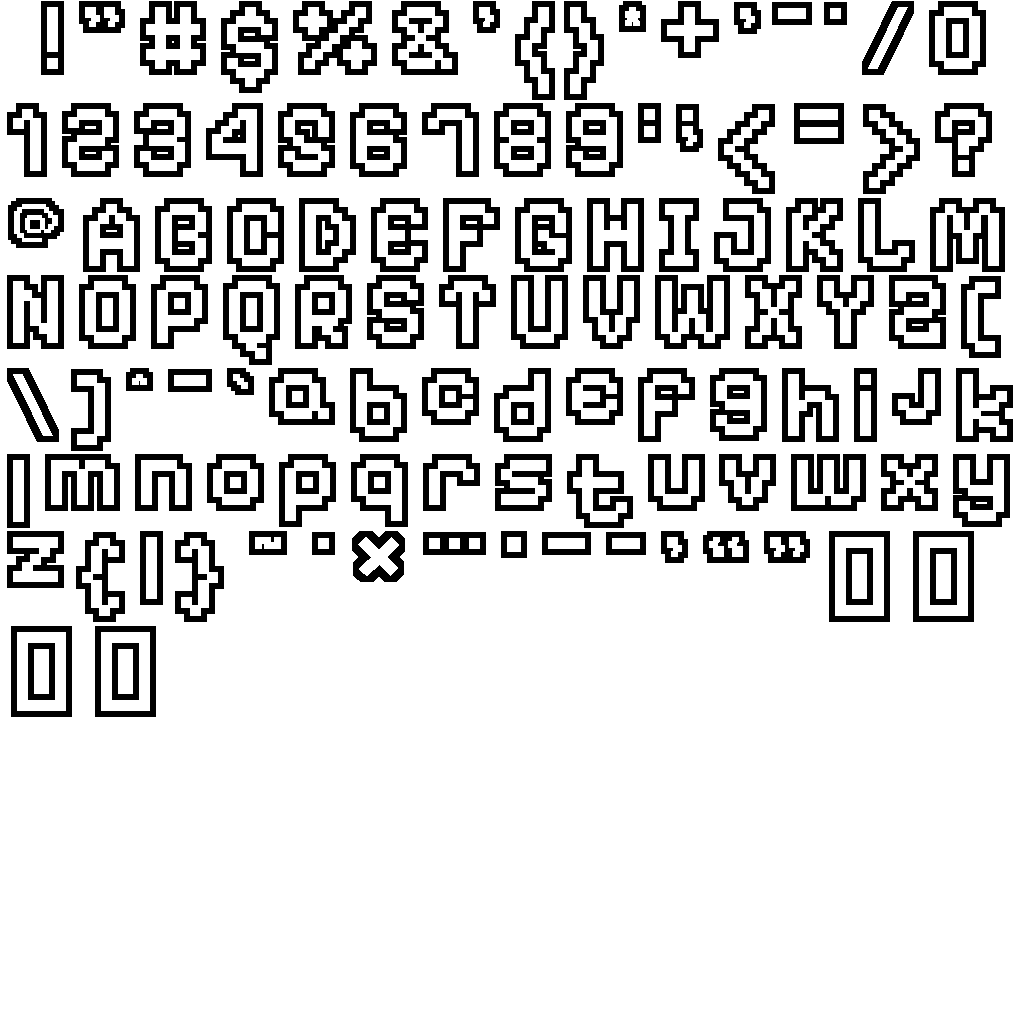 !"#$%&'()*+,-./0
123456789:;<=>?
@ABCDEFGHIJKLM
NOPQRSTUVWXYZ[
\]^_`abcdefghijk
lmnopqrstuvwxy
z{|}